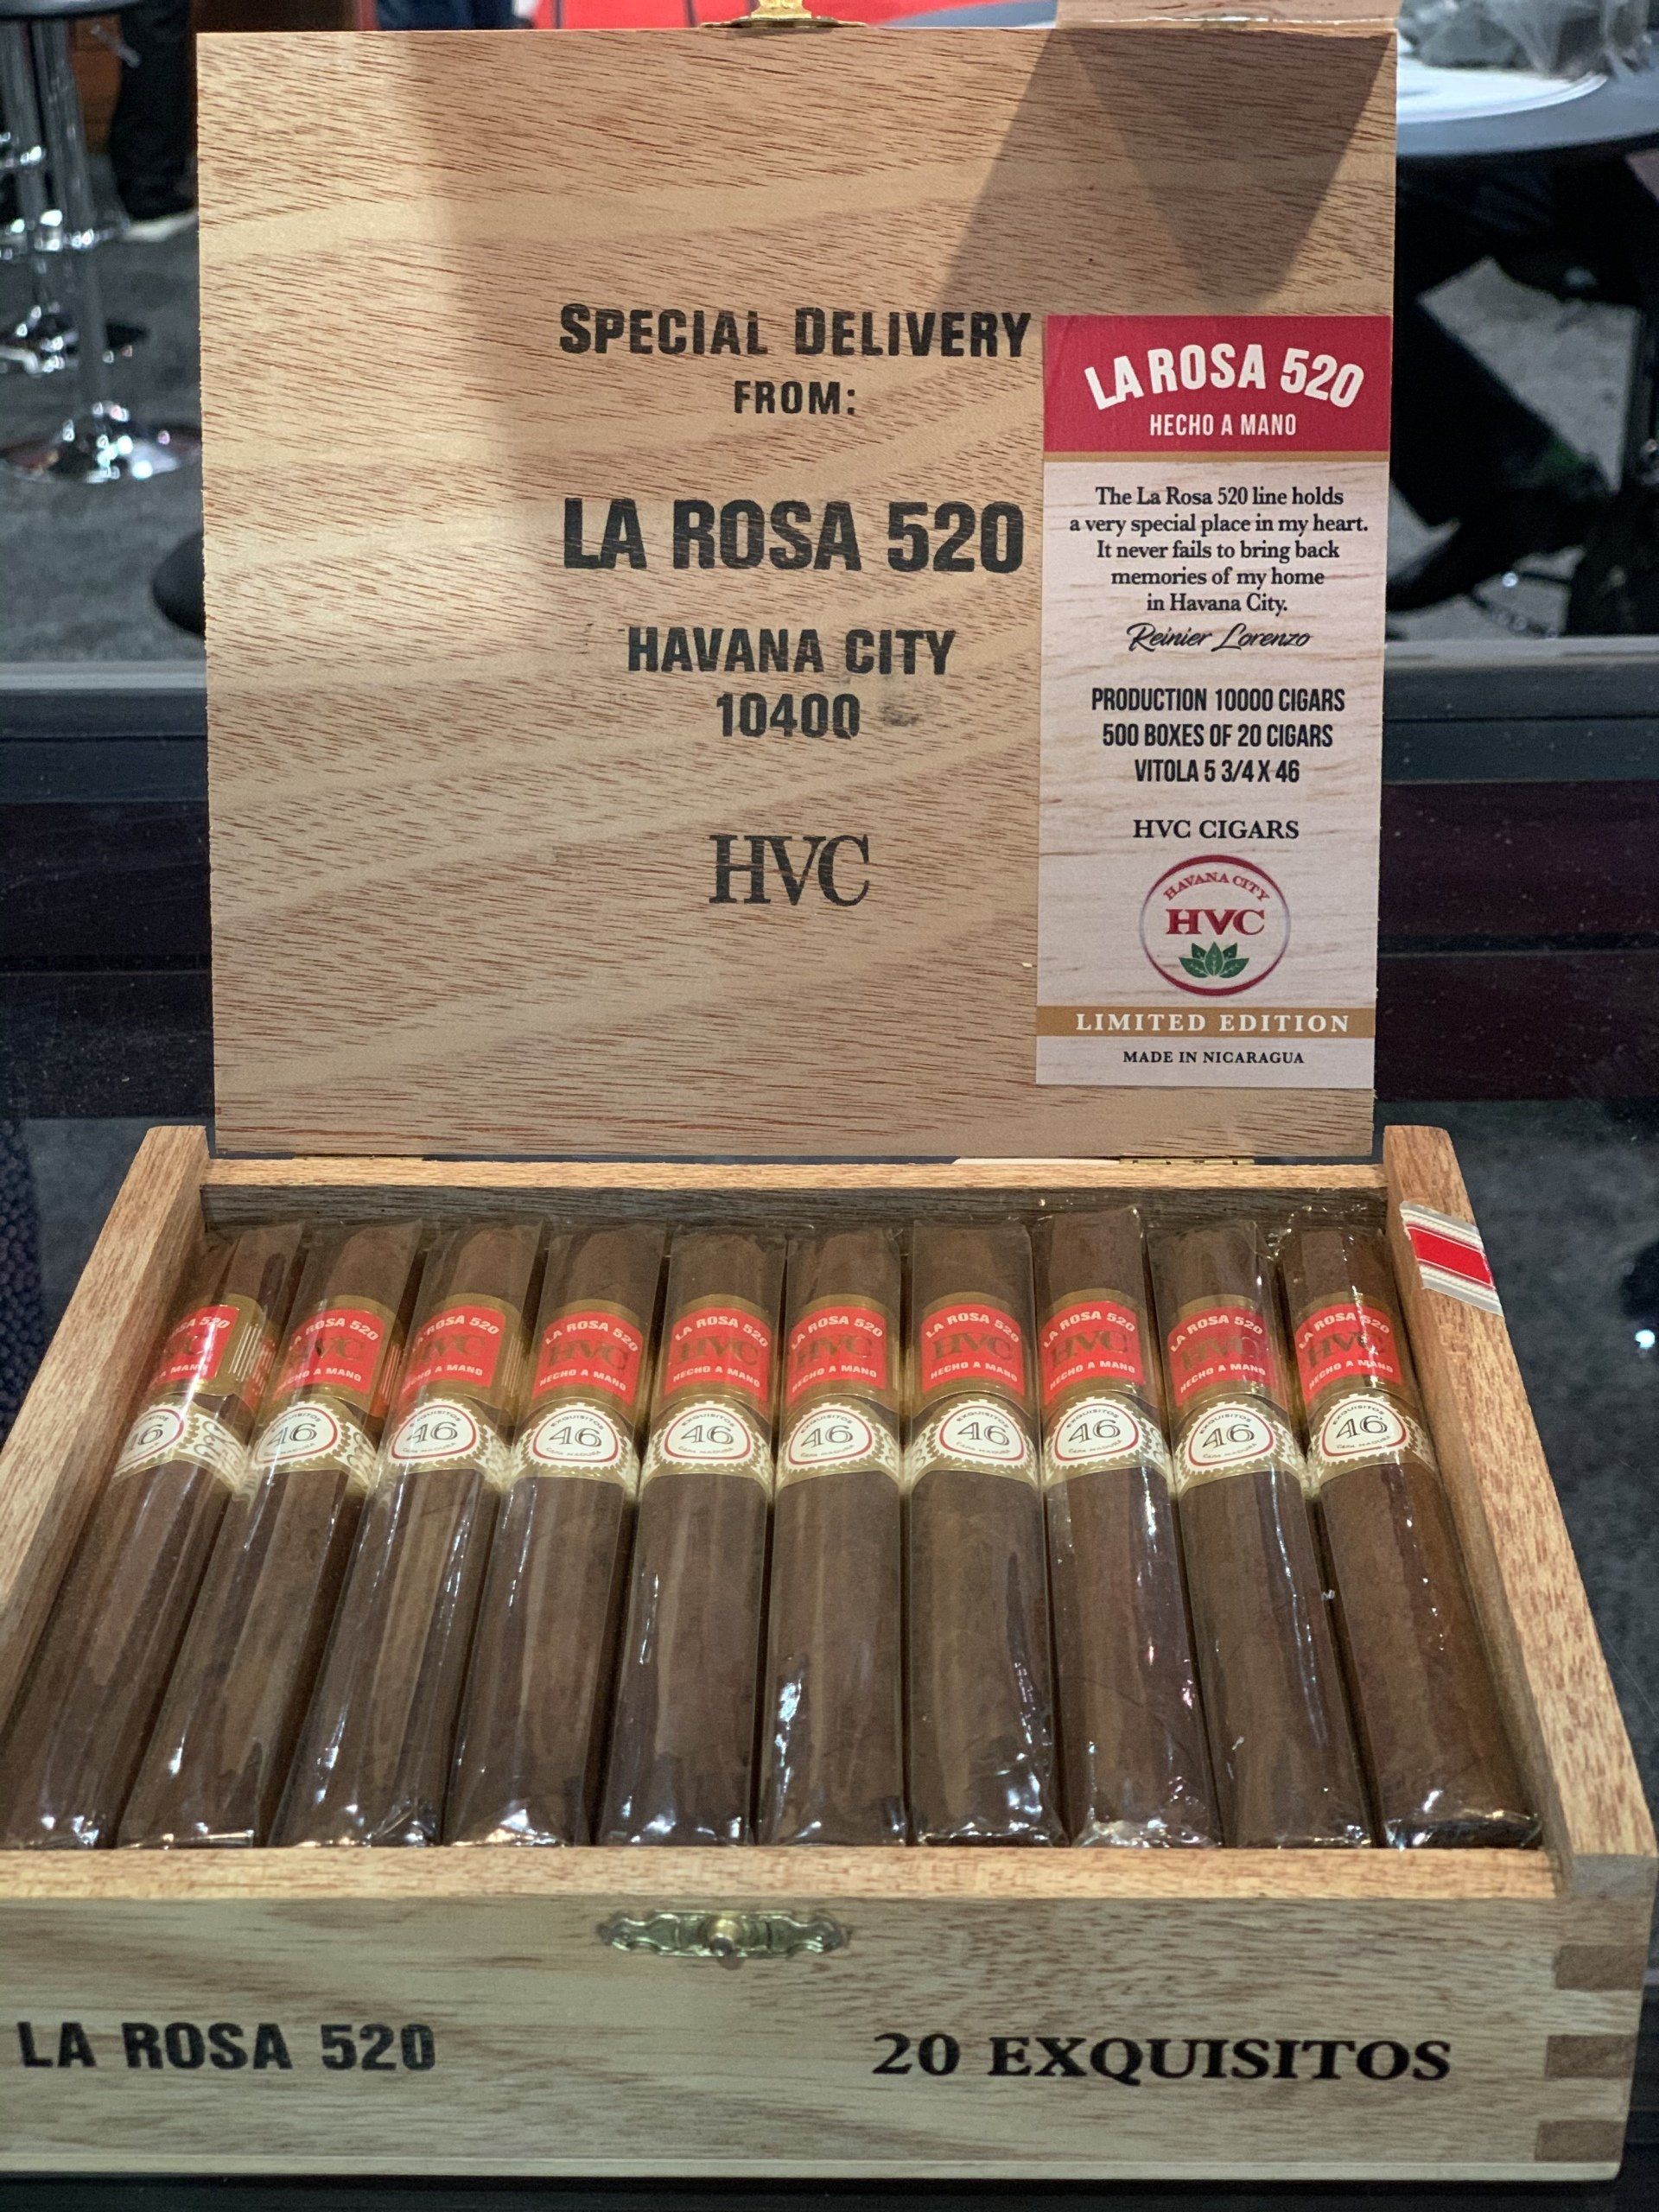 SPECIAL DELIVERY
FROM:
LA ROSA 520
HAVANA CITY
10400
HVC
LA ROSA 520
HECHO A MANO
The La Rosa 520 line holds
a very special place in my heart.
It never fails to bring back
memories of my home
in Havana City.
Reinier Lorenzo
PRODUCTION 10000 CIGARS
500 BOXES OF 20 CIGARS
VITOLA 5 3/4 X 46
HVC CIGARS
HAVANA CITY
HVC
LIMITED EDITION
MADE IN NICARAGUA
LA ROSA 520
HVC
HECHO A MANO
EXQUISITOS
46
CAPA MADURA
LA ROSA 520
20 EXQUISITOS